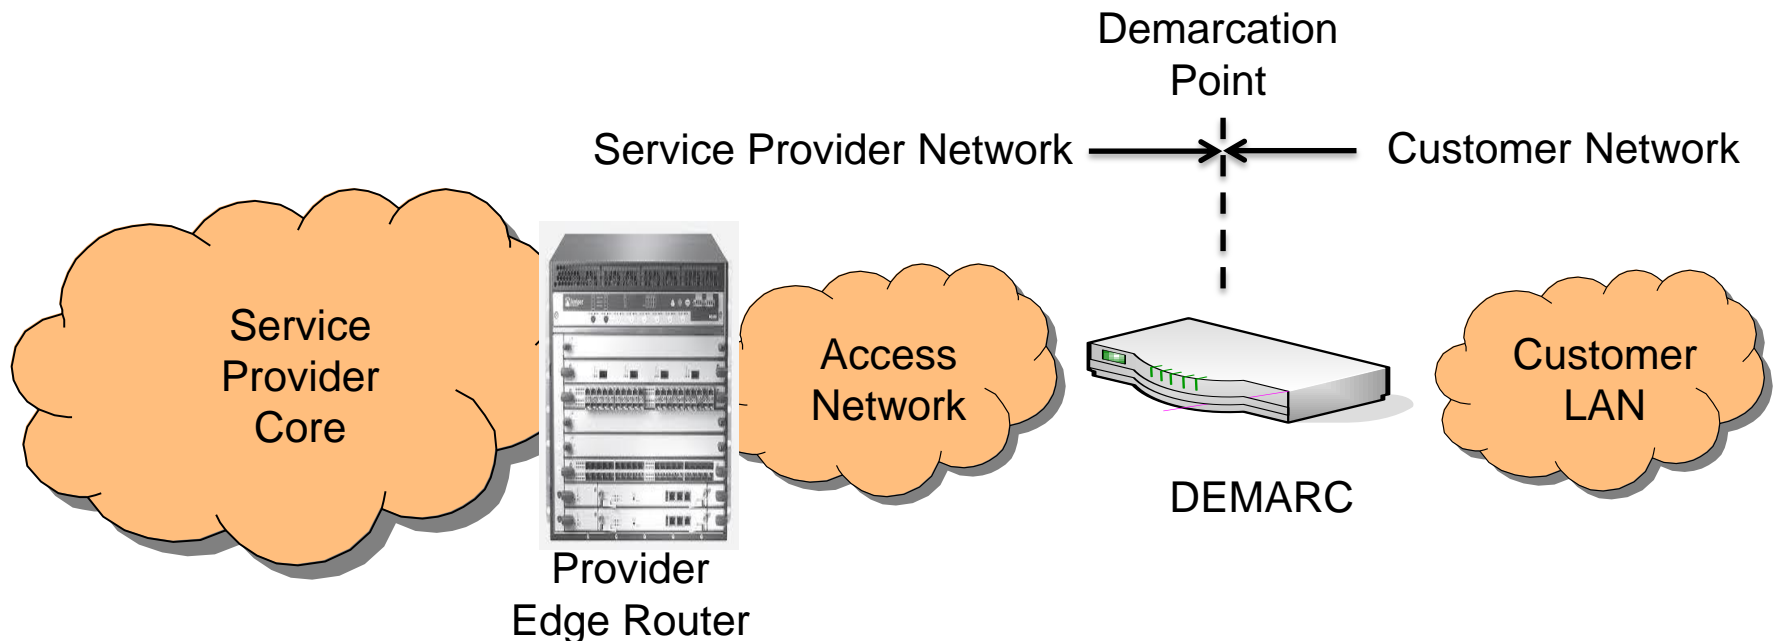 Demarcation
Point
Service Provider Network
Customer Network
Service
Provider
Core
Access
Network
Customer
LAN
DEMARC
Provider
Edge Router